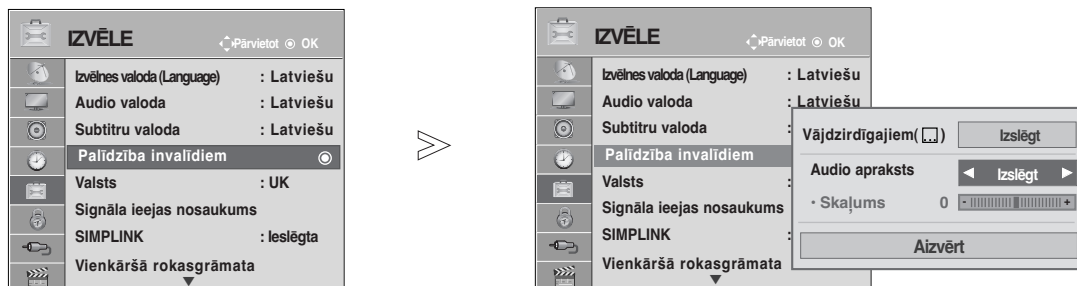 IZVĒLE
Pārvietot OK
Izvēlnes valoda (Language) : Latviešu
Audio valoda : Latviešu
Subtitru valoda : Latviešu
Palīdzība invalīdiem
Valsts : UK
Signāla ieejas nosaukums
SIMPLINK : Ieslēgta
Vienkāršā rokasgrāmata
IZVĒLE
Pārvietot OK
Izvēlnes valoda (Language) : Latviešu
Audio valoda : Latviešu
Subtitru valoda :
Palīdzība invalīdiem
Valsts :
Signāla ieejas nosaukums
SIMPLINK :
Vienkāršā rokasgrāmata
Vājdzirdīgajiem( ) Izslēgt
Audio apraksts ◄ Izslēgt ►
• Skaļums 0 - +
Aizvērt